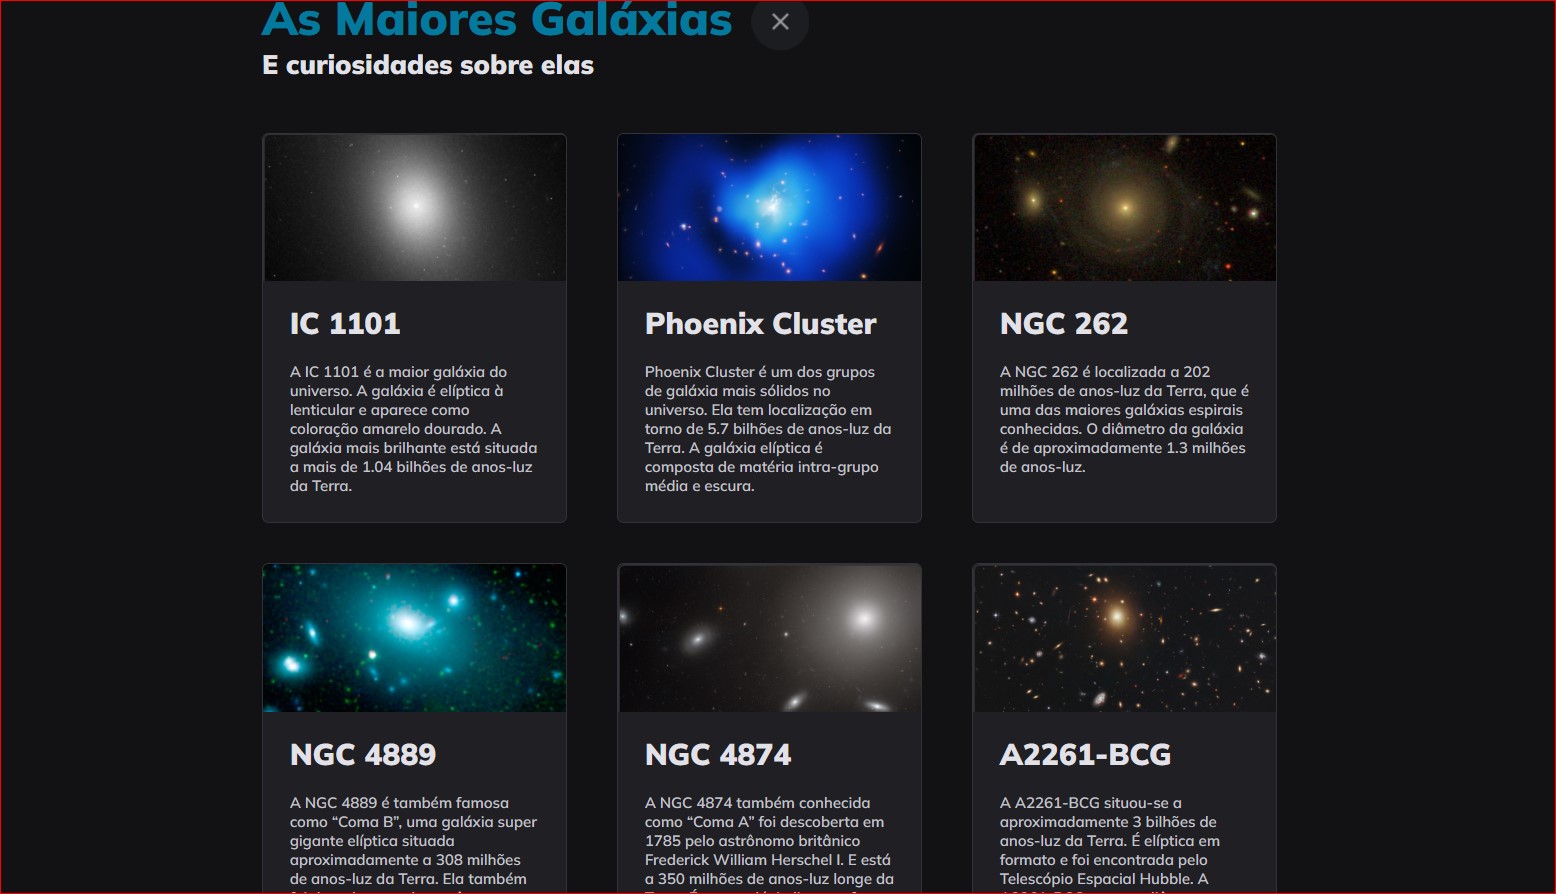 As Maiores Galáxias
E curiosidades sobre elas
IC 1101
A IC 1101 é a maior galáxia do
universo. A galáxia é elíptica à
lenticular e aparece como
coloração amarelo dourado. A
galáxia mais brilhante está situada
a mais de 1.04 bilhões de anos-luz
da Terra.
Phoenix Cluster
Phoenix Cluster é um dos grupos
de galáxia mais sólidos no
universo. Ela tem localização em
torno de 5.7 bilhões de anos-luz da
Terra. A galáxia elíptica é
composta de matéria intra-grupo
média e escura.
NGC 262
A NGC 262 é localizada a 202
milhões de anos-luz da Terra, que é
uma das maiores galáxias espirais
conhecidas. O diâmetro da galáxia
é de aproximadamente 1.3 milhões
de anos-luz.
NGC 4889
A NGC 4889 é também famosa
como “Coma B”, uma galáxia super
gigante elíptica situada
aproximadamente a 308 milhões
de anos-luz da Terra. Ela também
NGC 4874
A NGC 4874 também conhecida
como “Coma A” foi descoberta em
1785 pelo astrônomo britânico
Frederick William Herschel I. E está
a 350 milhões de anos-luz longe da
A2261-BCG
A A2261-BCG situou-se a
aproximadamente 3 bilhões de
anos-luz da Terra. É elíptica em
formato e foi encontrada pelo
Telescópio Espacial Hubble. A